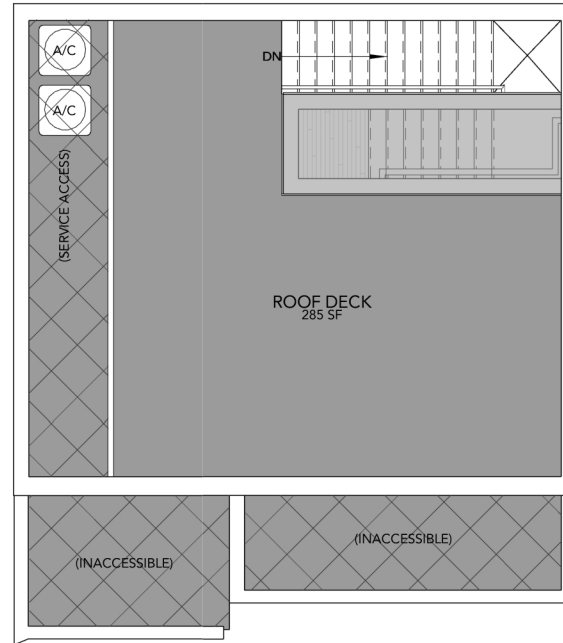 A/C
DN
A/C
(SERVICE ACCESS)
ROOF DECK
285 SF
(INACCESSIBLE)
(INACCESSIBLE)